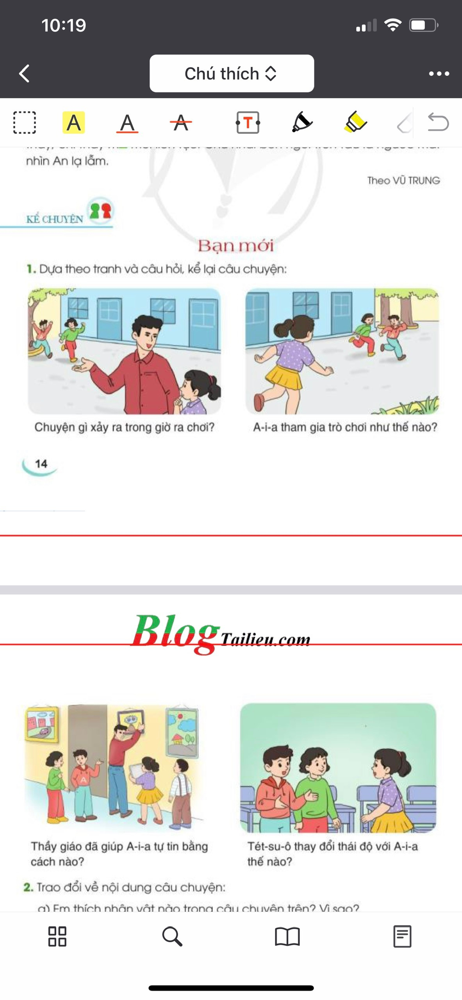 10:19
Chú thích
A A A T
nhìn An lạ lẫm.
Theo VŨ TRUNG
KỂ CHUYỆN
Bạn mới
1. Dựa theo tranh và câu hỏi, kể lại câu chuyện:
Chuyện gì xảy ra trong giờ ra chơi?
A-i-a tham gia trò chơi như thế nào?
14
BlogTailieu.com
A
Thầy giáo đã giúp A-i-a tự tin bằng
cách nào?
Tét-su-ô thay đổi thái độ với A-i-a
thế nào?
2. Trao đổi về nội dung câu chuyện:
a) Em thích nhân vật nào trong câu chuyện trên? Vì sao?